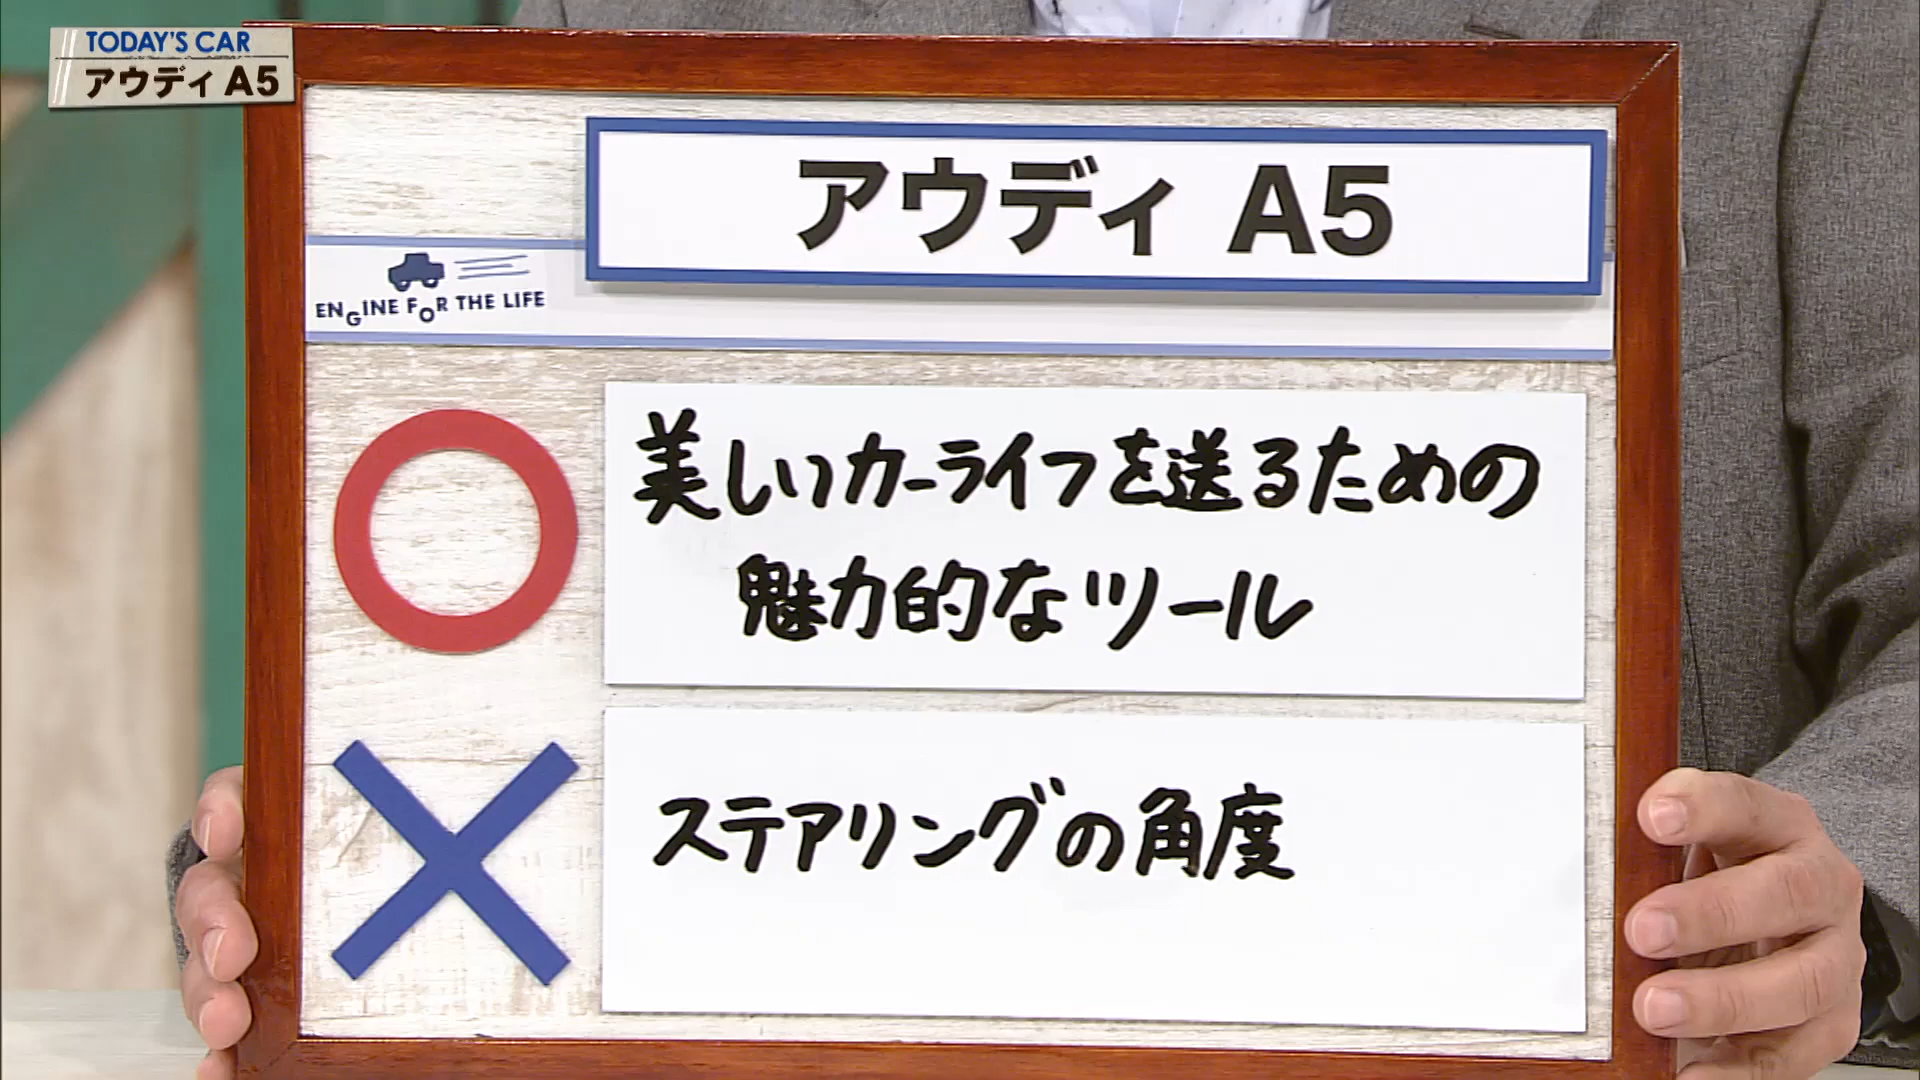 TODAY'S CAR
アウディ A5
アウディ A5
ENGINE FOR THE LIFE
美しいカーライフを送るための
魅力的なツール
ステアリングの角度